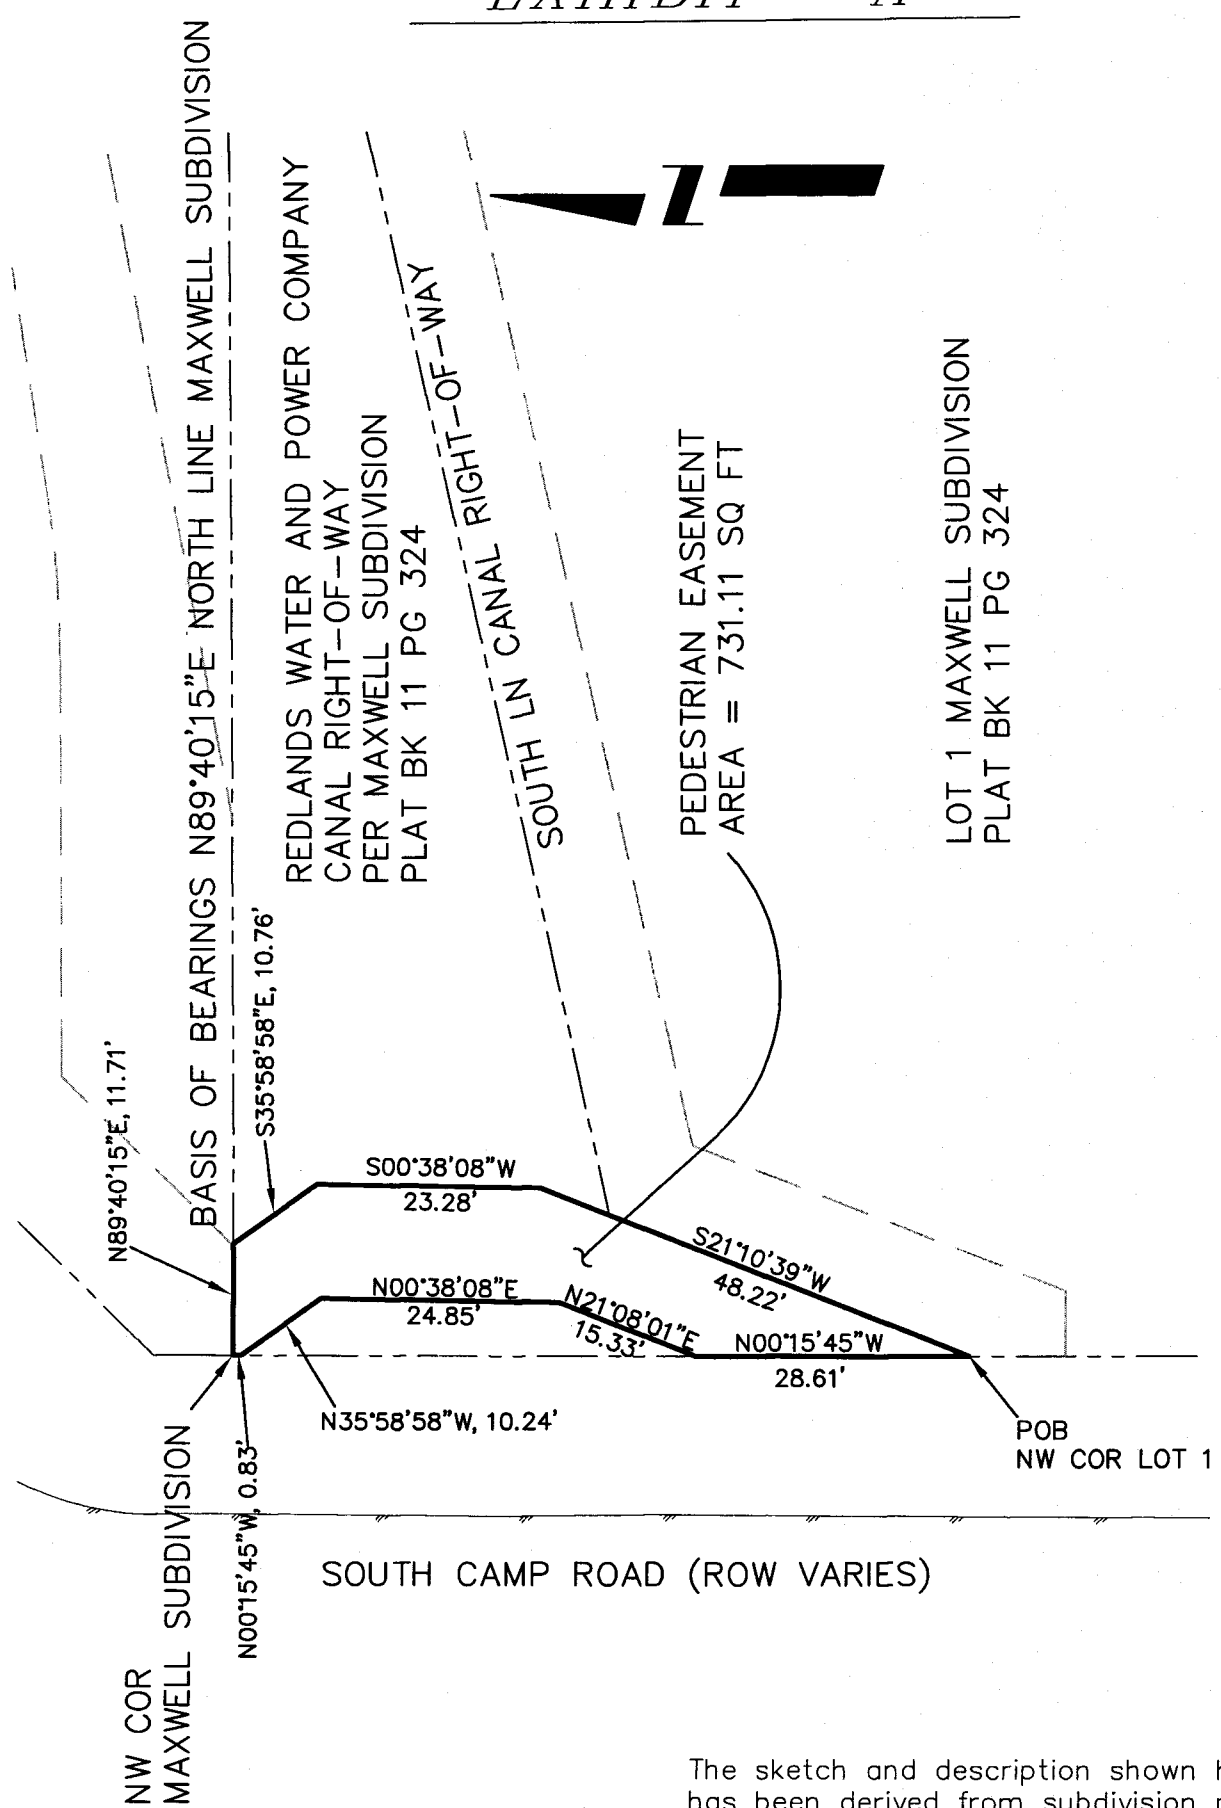 BASIS OF BEARINGS N89°40'15"E NORTH LINE MAXWELL SUBDIVISION
REDLANDS WATER AND POWER COMPANY
CANAL RIGHT-OF-WAY
PER MAXWELL SUBDIVISION
PLAT BK 11 PG 324
SOUTH LN CANAL RIGHT-OF-WAY
Z
PEDESTRIAN EASEMENT
AREA = 731.11 SQ FT
LOT 1 MAXWELL SUBDIVISION
PLAT BK 11 PG 324
N89°40'15"E, 11.71'
S35°58'58"E, 10.76'
S00°38'08"W
23.28'
S21°10'39"W
48.22'
N00°38'08"E
24.85'
N21°08'01"E
15.33'
N00°15'45"W
28.61'
N35°58'58"W, 10.24'
N00°15'45"W, 0.83'
POB
NW COR LOT 1
NW COR
MAXWELL SUBDIVISION
SOUTH CAMP ROAD (ROW VARIES)
The sketch and description shown
has been derived from subdivision